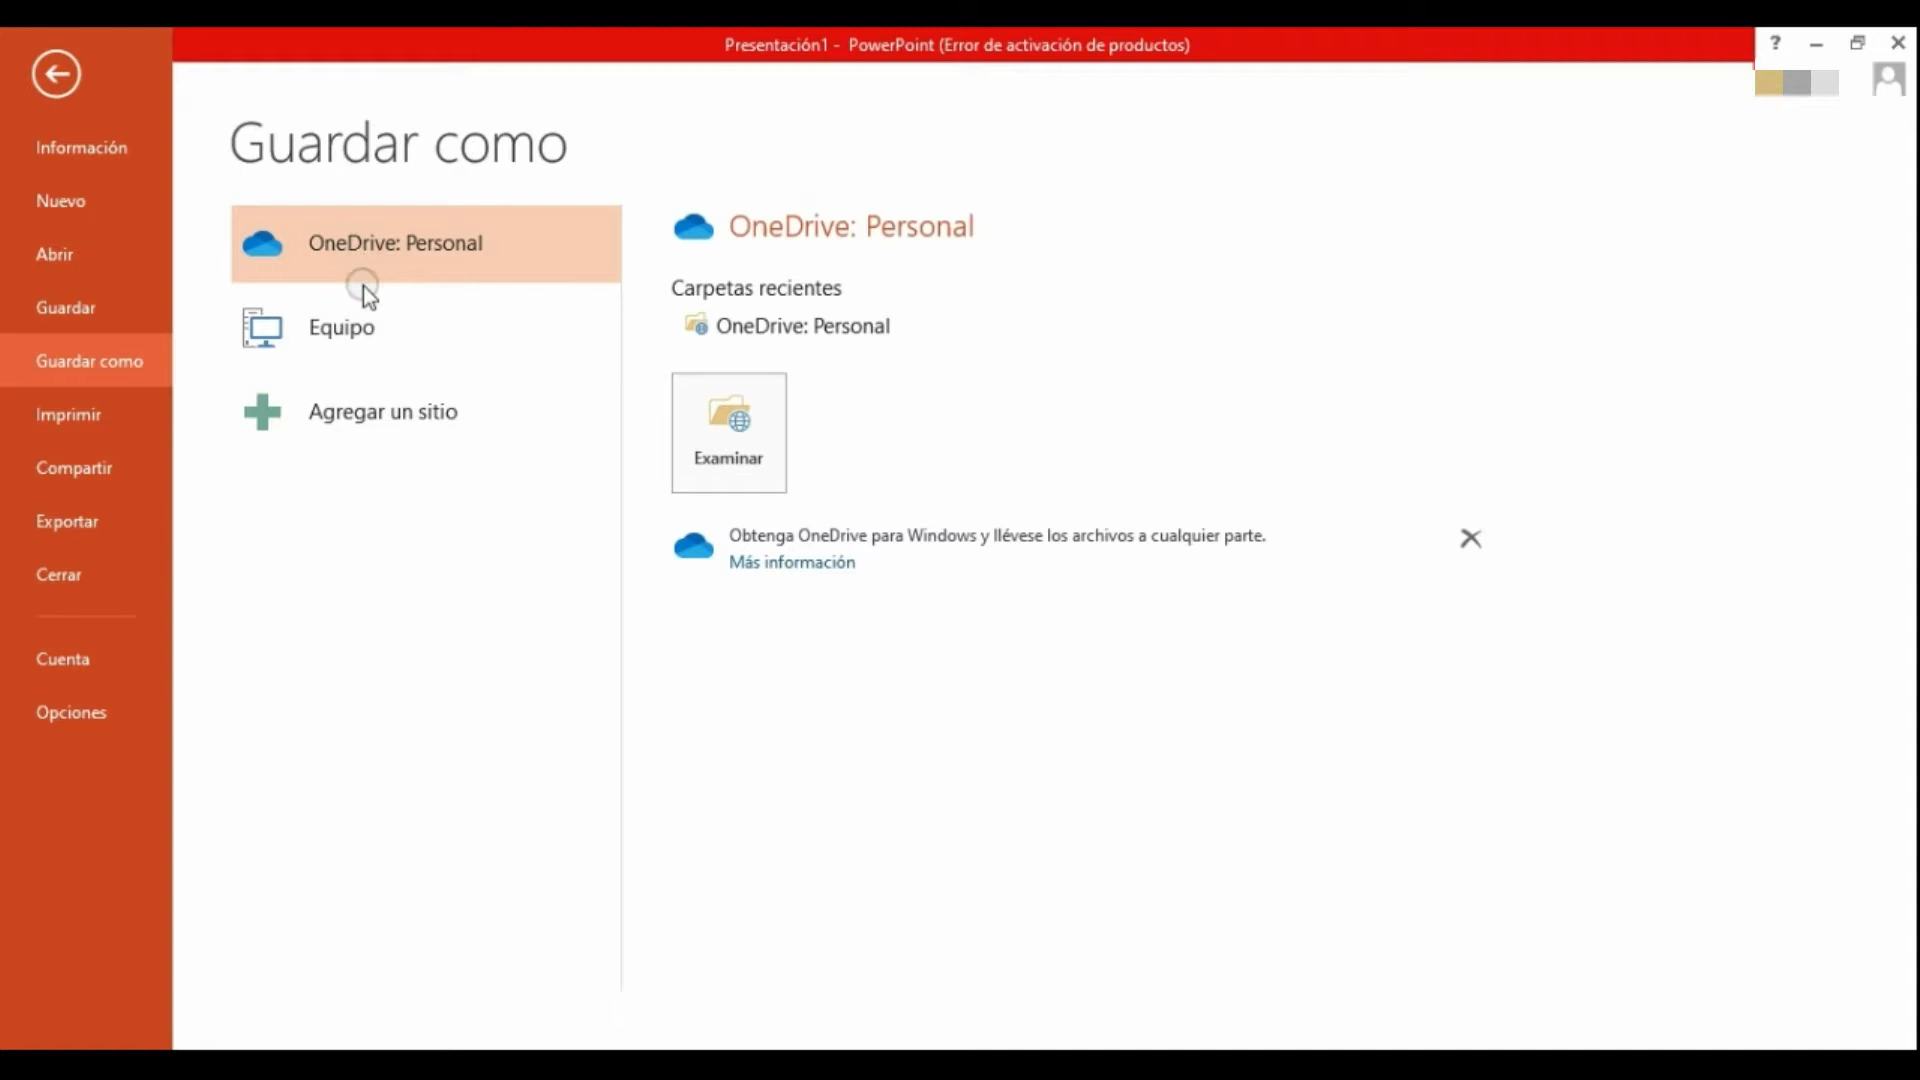 Presentación1 - PowerPoint (Error de activación de productos)
?
Información
Nuevo
Abrir
Guardar
Guardar como
Imprimir
Compartir
Exportar
Cerrar
Cuenta
Opciones
Guardar como
OneDrive: Personal
Equipo
Agregar un sitio
OneDrive: Personal
Carpetas recientes
OneDrive: Personal
Examinar
Obtenga OneDrive para Windows y llévese los archivos a cualquier parte.
Más información